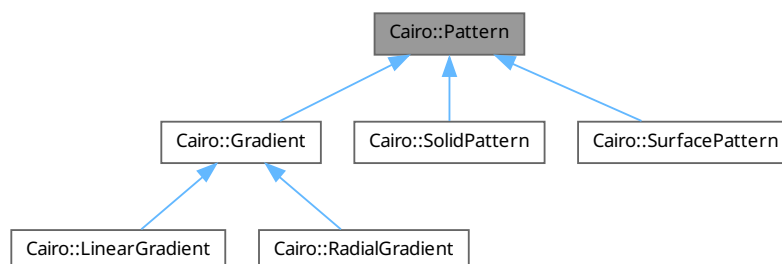 Cairo::Pattern
Cairo::Gradient
Cairo::SolidPattern
Cairo::SurfacePattern
Cairo::LinearGradient
Cairo::RadialGradient